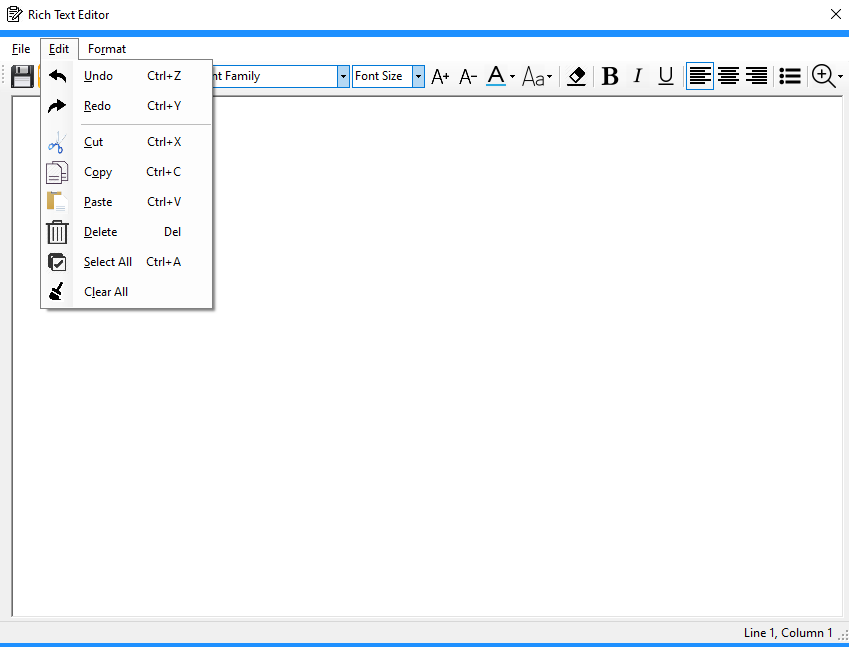 Rich Text Editor
File Edit Format
nt Family Font Size A+ A- A Aa B I U
Undo Ctrl+Z
Redo Ctrl+Y
Cut Ctrl+X
Copy Ctrl+C
Paste Ctrl+V
Delete Del
Select All Ctrl+A
Clear All
Line 1, Column 1